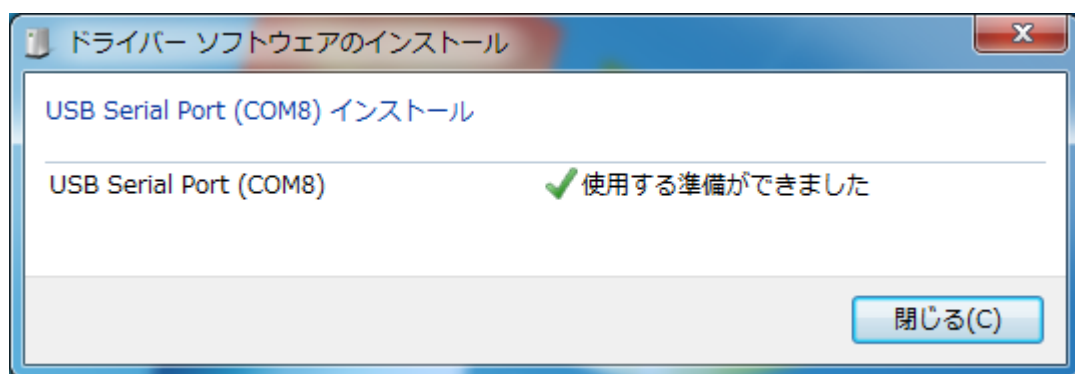 ドライバー ソフトウェアのインストール
USB Serial Port (COM8) インストール
USB Serial Port (COM8) 使用する準備ができました
閉じる(C)